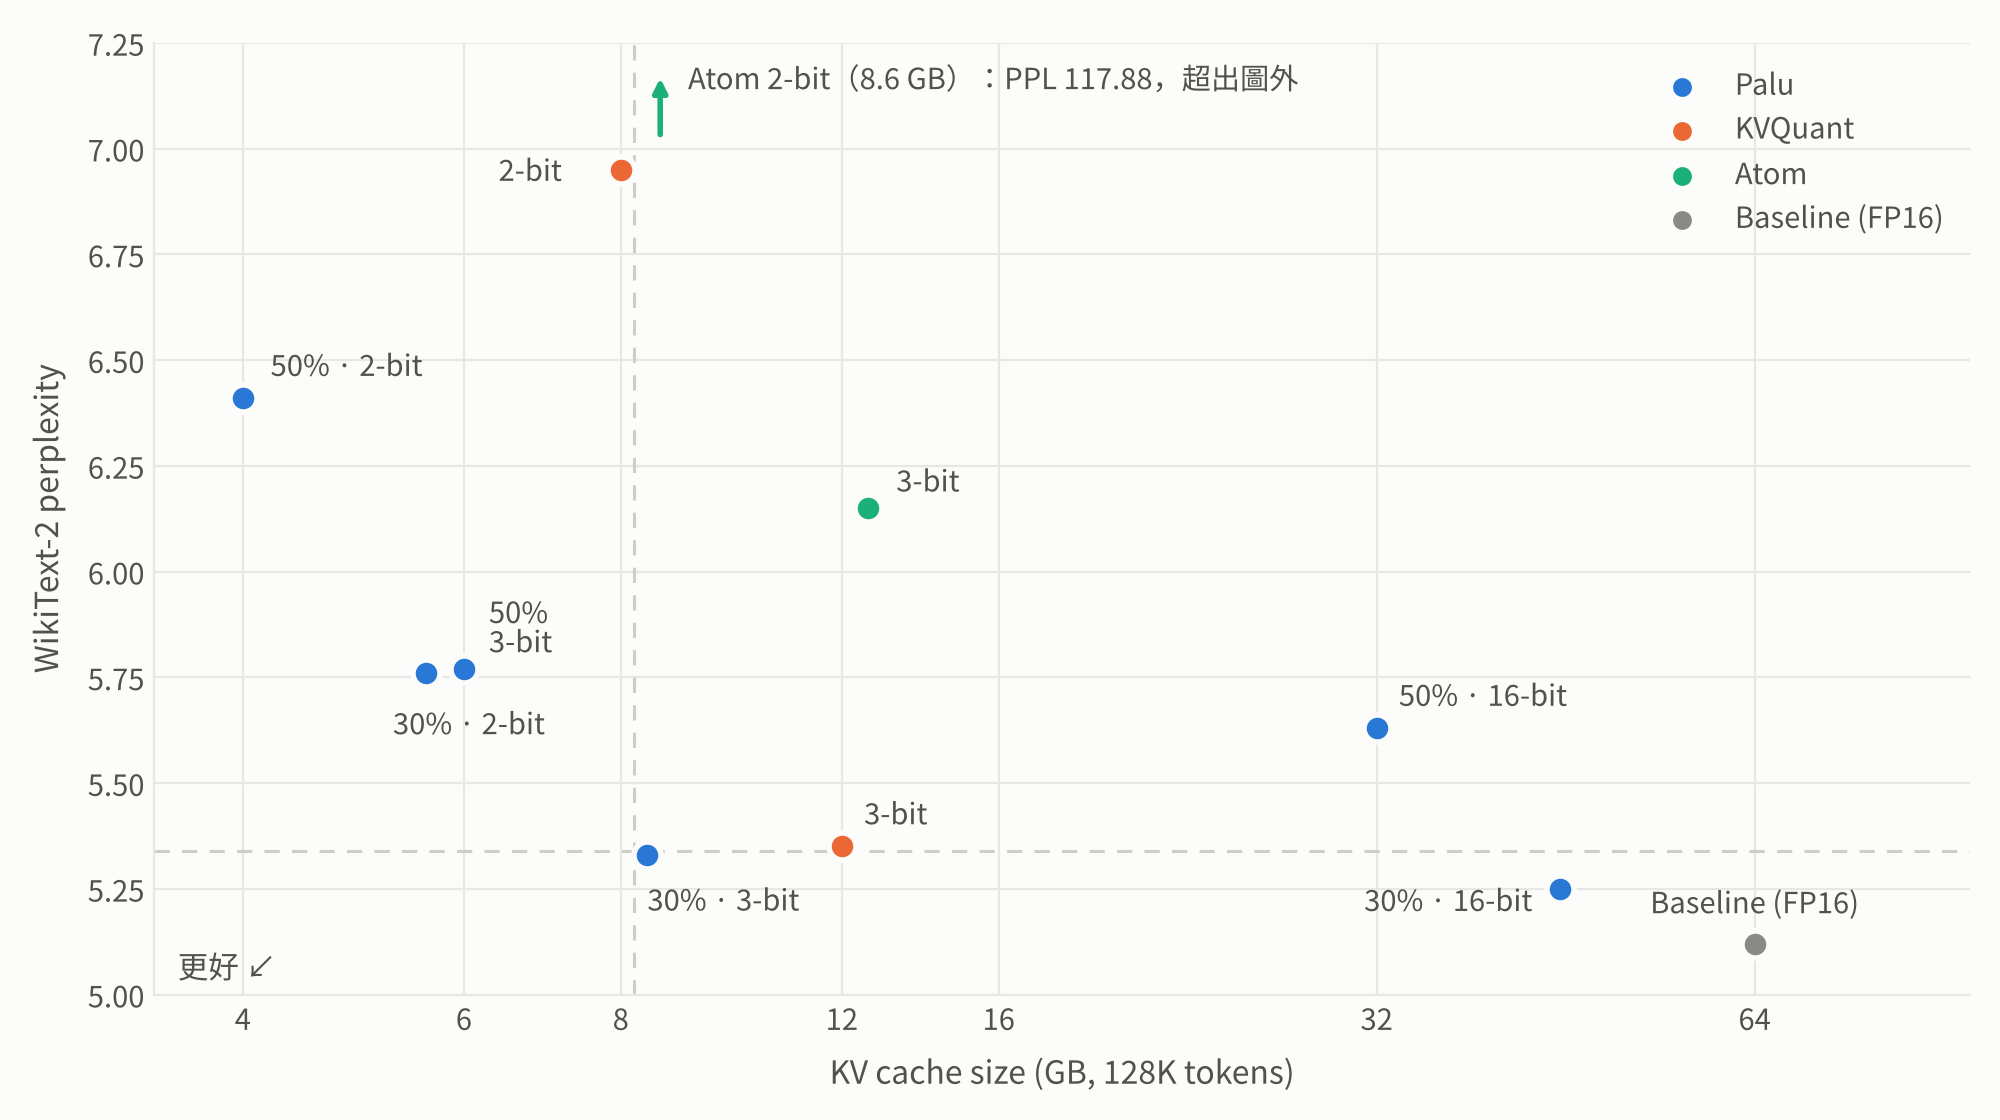 7.25
Atom 2-bit（8.6 GB）：PPL 117.88，超出圖外
Palu
KVQuant
Atom
Baseline (FP16)
7.00
2-bit
6.75
6.50
50% · 2-bit
6.25
3-bit
6.00
50%
3-bit
5.75
30% · 2-bit
50% · 16-bit
5.50
3-bit
5.25
30% · 3-bit
30% · 16-bit
Baseline (FP16)
更好 ↙
5.00
4
6
8
12
16
32
64
KV cache size (GB, 128K tokens)
WikiText-2 perplexity